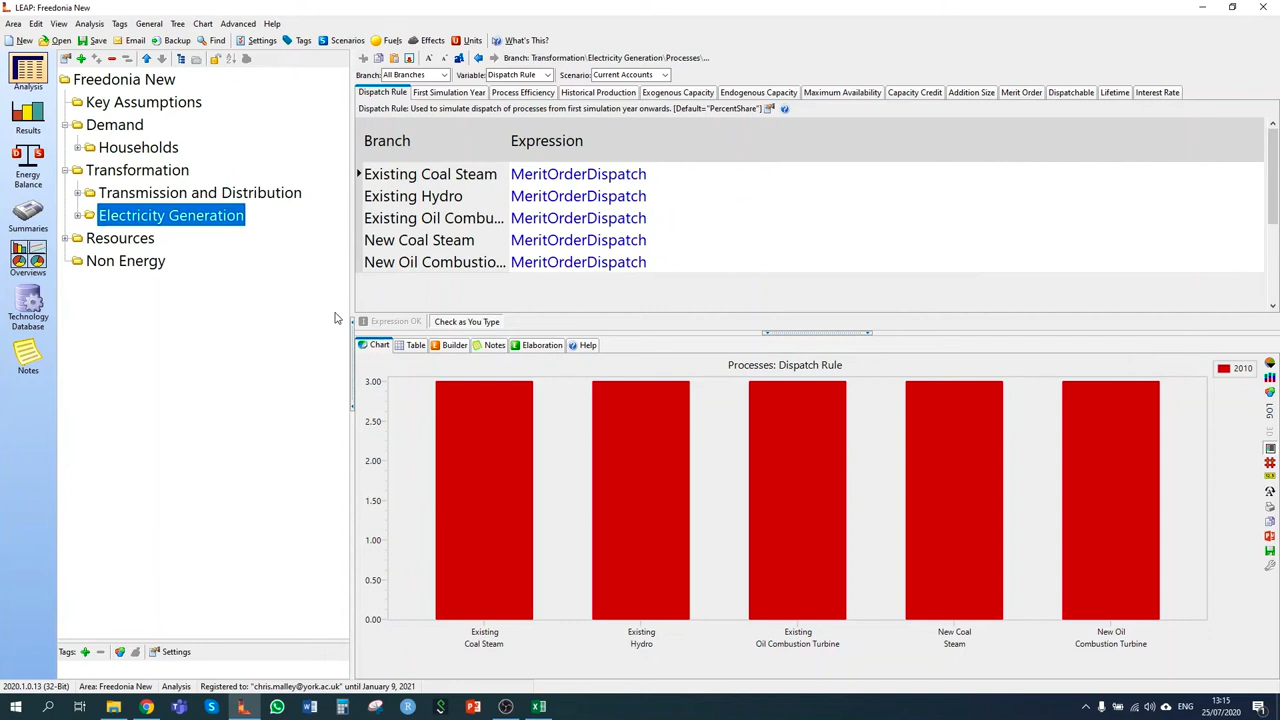 LEAP: Freedonia New
Area Edit View Analysis Tags General Tree Chart Advanced Help
New Open Save Email Backup Find Settings Tags Scenarios Fuels Effects Units What's This?
Analysis
Results
Energy
Balance
Summaries
Overviews
Technology
Database
Notes
Freedonia New
Key Assumptions
Demand
Households
Transformation
Transmission and Distribution
Electricity Generation
Resources
Non Energy
Tags: Settings
Branch: Transformation\Electricity Generation\Processes\...
Branch: All Branches Variable: Dispatch Rule Scenario: Current Accounts
Dispatch Rule First Simulation Year Process Efficiency Historical Production Exogenous Capacity Endogenous Capacity Maximum Availability Capacity Credit Addition Size Merit Order Dispatchable Lifetime Interest Rate
Dispatch Rule: Used to simulate dispatch of processes from first simulation year onwards. [Default="PercentShare"]
Branch Expression
Existing Coal Steam MeritOrderDispatch
Existing Hydro MeritOrderDispatch
Existing Oil Combu... MeritOrderDispatch
New Coal Steam MeritOrderDispatch
New Oil Combustio... MeritOrderDispatch
Expression OK Check as You Type
Chart Table Builder Notes Elaboration Help
Processes: Dispatch Rule
2010
3.00
2.50
2.00
1.50
1.00
0.50
0.00
Existing
Coal Steam
Existing
Hydro
Existing
Oil Combustion Turbine
New Coal
Steam
New Oil
Combustion Turbine
LOG
3D
2020.1.0.13 (32-Bit) Area: Freedonia New Analysis Registered to: "chris.malley@york.ac.uk" until January 9, 2021
ENG
13:15
25/07/2020